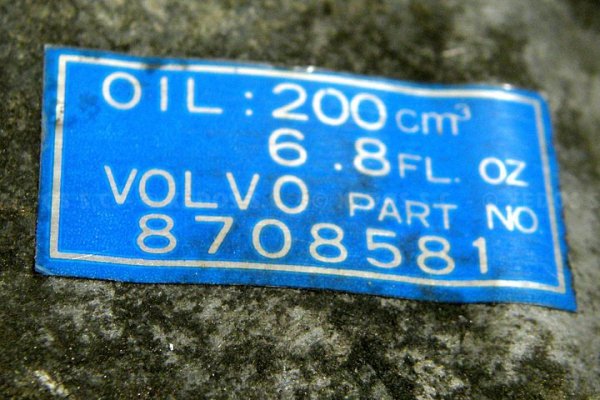 OIL : 200 cm³
6.8 FL. OZ
VOLVO PART NO
8708581